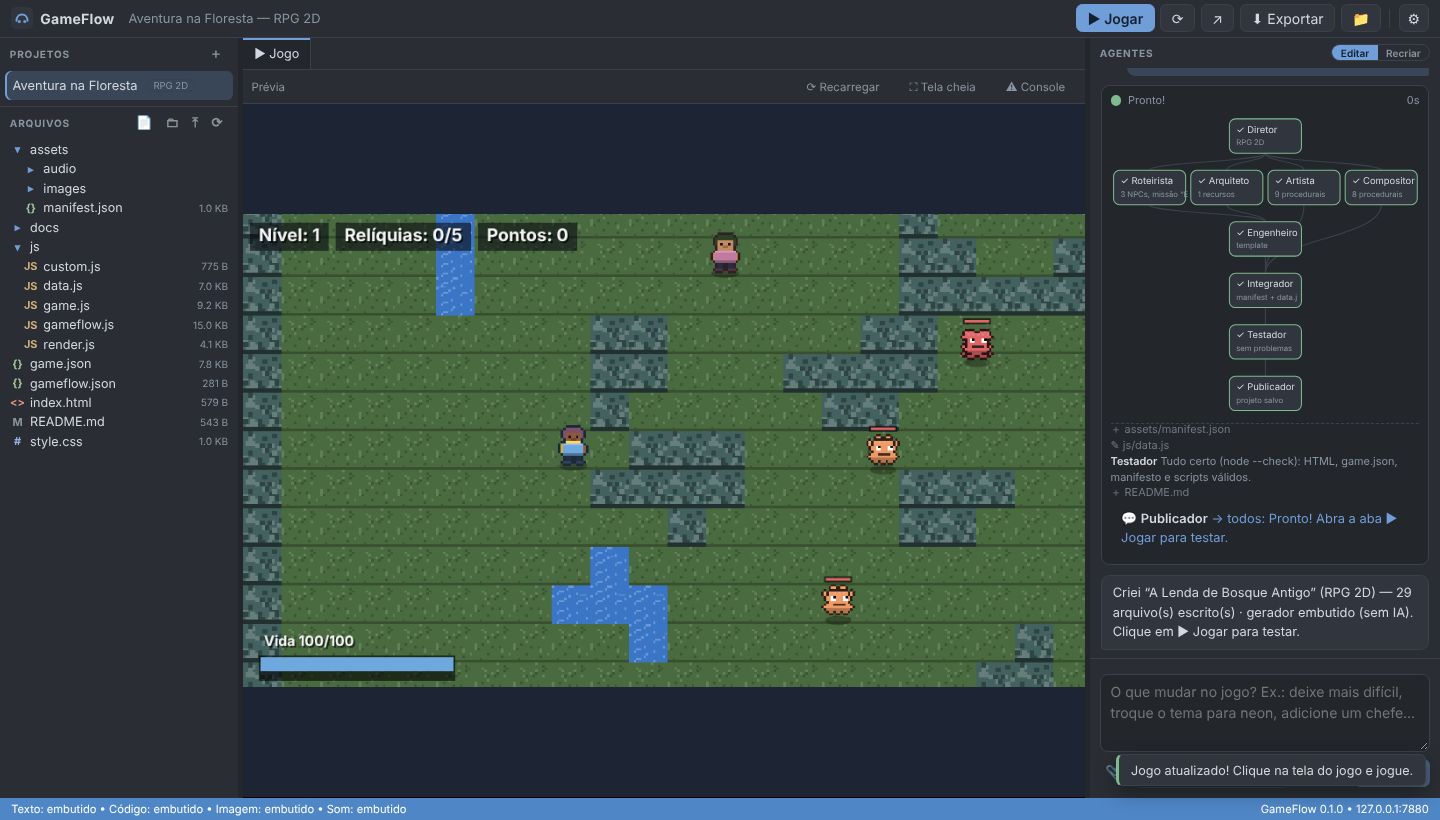 GameFlow Aventura na Floresta — RPG 2D
▶ Jogar
⬇ Exportar
PROJETOS +
Aventura na Floresta RPG 2D
ARQUIVOS
assets
audio
images
{} manifest.json 1.0 KB
docs
js
JS custom.js 775 B
JS data.js 7.0 KB
JS game.js 9.2 KB
JS gameflow.js 15.0 KB
JS render.js 4.1 KB
{} game.json 7.8 KB
{} gameflow.json 281 B
<> index.html 579 B
M README.md 543 B
# style.css 1.0 KB
▶ Jogo
Prévia
⟳ Recarregar
Tela cheia
Console
Nível: 1
Relíquias: 0/5
Pontos: 0
Vida 100/100
AGENTES
Editar
Recriar
Pronto! 0s
✓ Diretor
RPG 2D
✓ Roteirista
3 NPCs, missão "E
✓ Arquiteto
1 recursos
✓ Artista
9 procedurais
✓ Compositor
8 procedurais
✓ Engenheiro
template
✓ Integrador
manifest + data.j
✓ Testador
sem problemas
✓ Publicador
projeto salvo
+ assets/manifest.json
✎ js/data.js
Testador Tudo certo (node --check): HTML, game.json,
manifesto e scripts válidos.
+ README.md
💬 Publicador → todos: Pronto! Abra a aba ▶
Jogar para testar.
Criei “A Lenda de Bosque Antigo” (RPG 2D) — 29
arquivo(s) escrito(s) · gerador embutido (sem IA).
Clique em ▶ Jogar para testar.
O que mudar no jogo? Ex.: deixe mais difícil,
troque o tema para neon, adicione um chefe...
Jogo atualizado! Clique na tela do jogo e jogue.
Texto: embutido • Código: embutido • Imagem: embutido • Som: embutido
GameFlow 0.1.0 • 127.0.0.1:7880